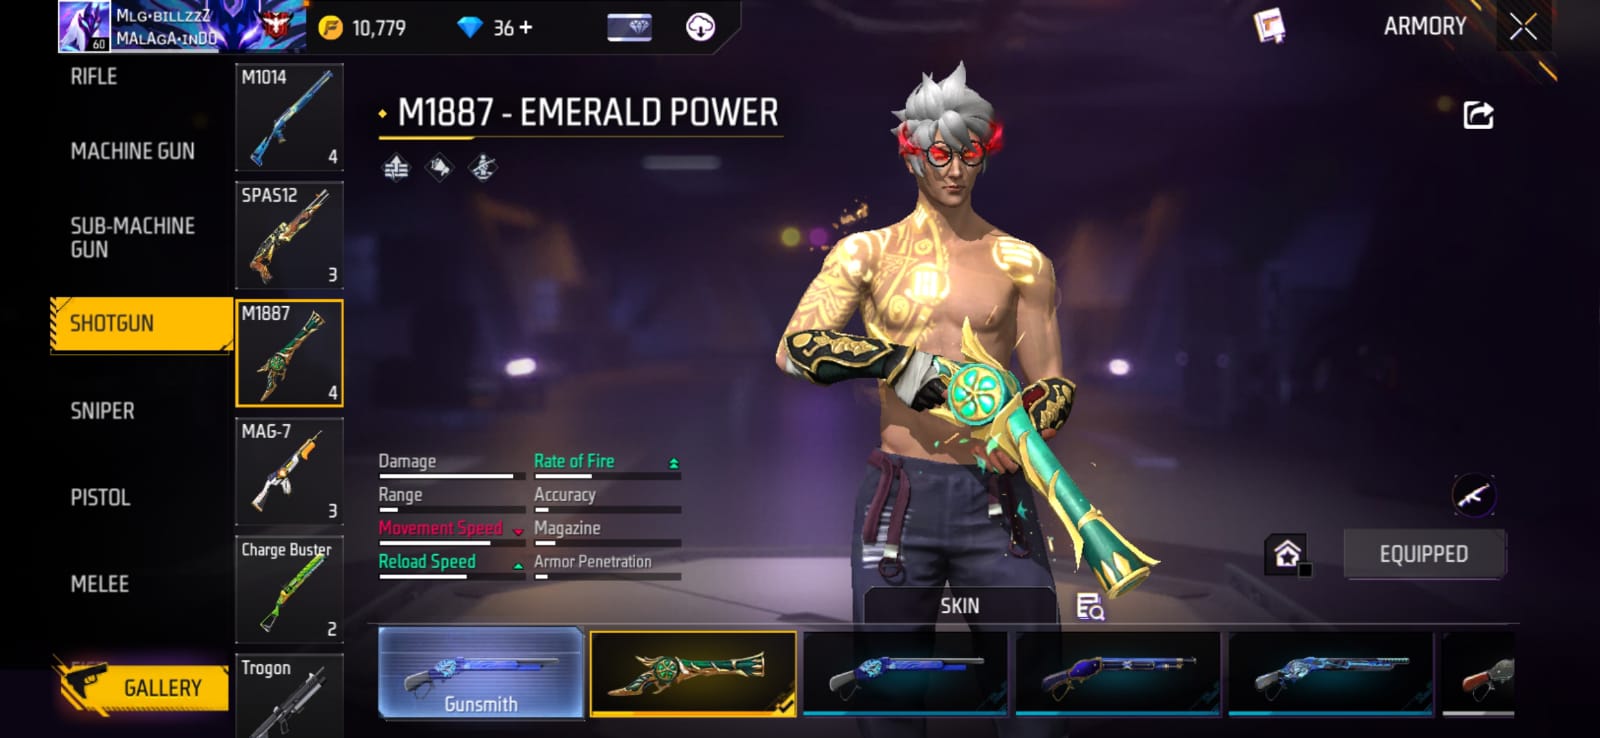 MLG•BILLZZZ
MALAGA•INDO
60
10,779
36 +
ARMORY
RIFLE
MACHINE GUN
SUB-MACHINE
GUN
SHOTGUN
SNIPER
PISTOL
MELEE
GALLERY
M1014
4
SPAS12
3
M1887
4
MAG-7
3
Charge Buster
2
Trogon
M1887 - EMERALD POWER
Damage
Rate of Fire
Range
Accuracy
Movement Speed
Magazine
Reload Speed
Armor Penetration
EQUIPPED
SKIN
Gunsmith